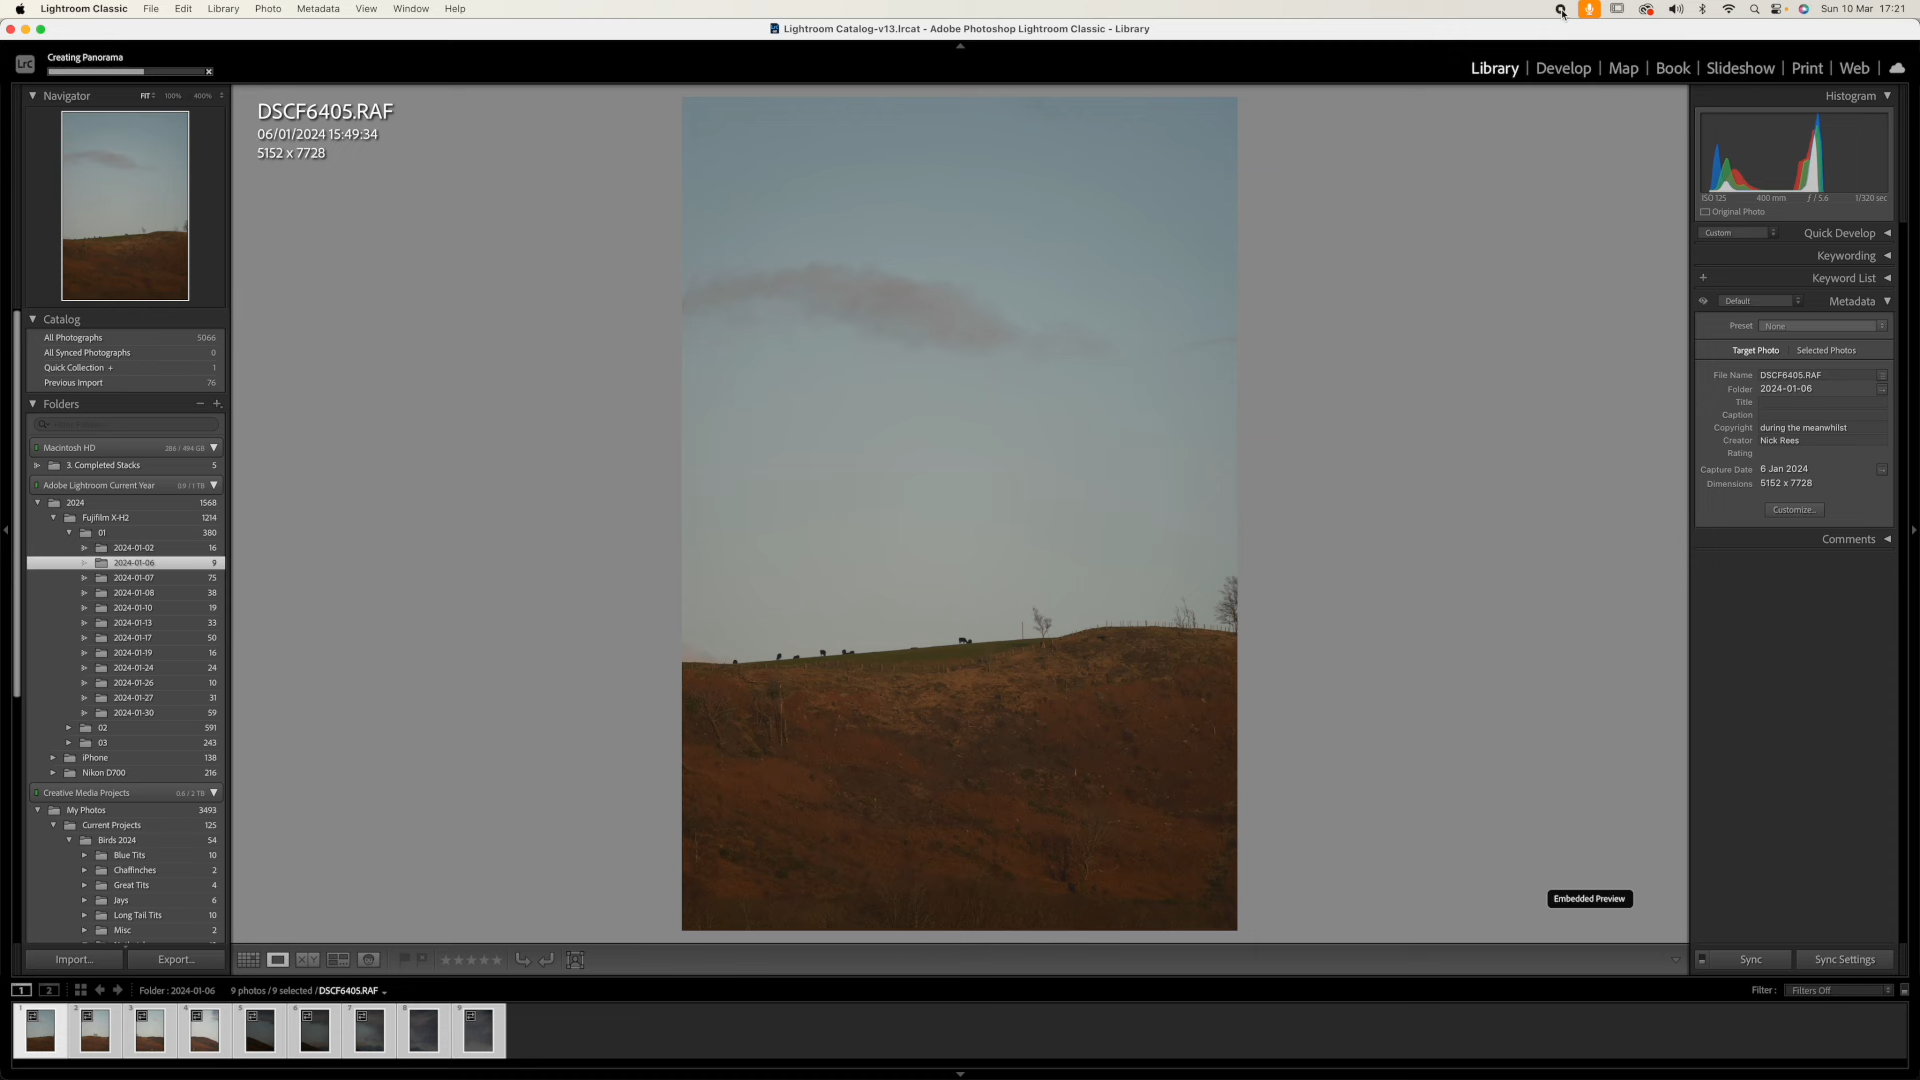 Lightroom Classic File Edit Library Photo Metadata View Window Help Sun 10 Mar 17:21
Lightroom Catalog-v13.lrcat - Adobe Photoshop Lightroom Classic - Library
LrC Creating Panorama
Library | Develop | Map | Book | Slideshow | Print | Web
Navigator FIT 100% 400%
DSCF6405.RAF
06/01/2024 15:49:34
5152 x 7728
Catalog
All Photographs 5066
All Synced Photographs 0
Quick Collection + 1
Previous Import 76
Folders
Macintosh HD 286 / 494 GB
3. Completed Stacks 5
Adobe Lightroom Current Year 0.9 / 1 TB
2024 1568
Fujifilm X-H2 1214
01 380
2024-01-02 16
2024-01-06 9
2024-01-07 75
2024-01-08 38
2024-01-10 19
2024-01-13 33
2024-01-17 50
2024-01-19 16
2024-01-24 24
2024-01-26 10
2024-01-27 31
2024-01-30 59
02 591
03 243
iPhone 138
Nikon D700 216
Creative Media Projects 0.6 / 2 TB
My Photos 3493
Current Projects 125
Birds 2024 54
Blue Tits 10
Chaffinches 2
Great Tits 4
Jays 6
Long Tail Tits 10
Misc 2
Import... Export...
Histogram
ISO 125 400 mm ƒ / 5.6 1/320 sec
Original Photo
Custom Quick Develop
Keywording
+ Keyword List
Default Metadata
Preset None
Target Photo Selected Photos
File Name DSCF6405.RAF
Folder 2024-01-06
Title
Caption
Copyright during the meanwhilst
Creator Nick Rees
Rating
Capture Date 6 Jan 2024
Dimensions 5152 x 7728
Customize...
Comments
Embedded Preview
XY
Sync Sync Settings
1 2 Folder : 2024-01-06 9 photos / 9 selected / DSCF6405.RAF Filter : Filters Off
1 2 3 4 5 6 7 8 9